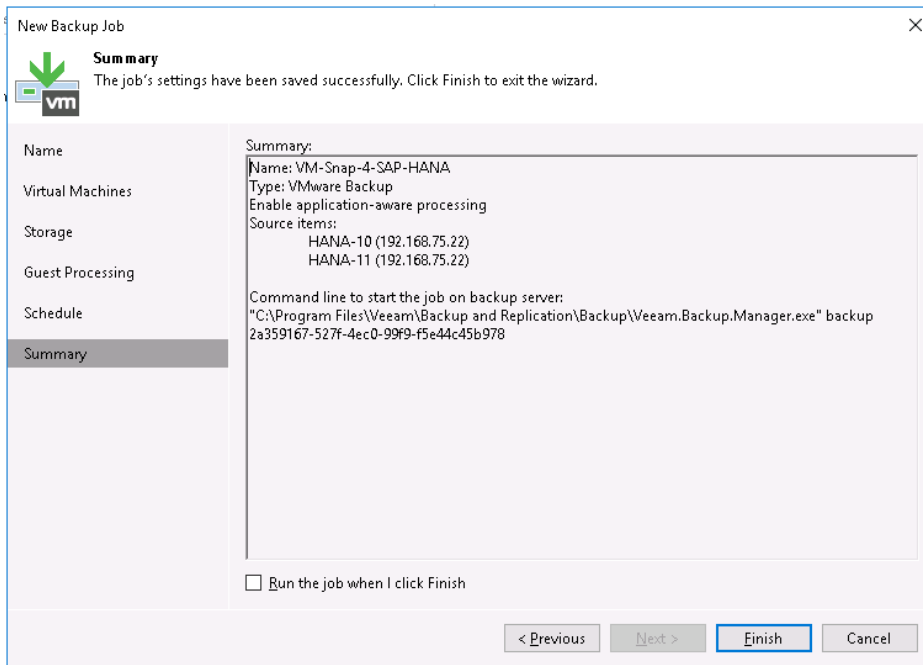 New Backup Job
Summary
The job's settings have been saved successfully. Click Finish to exit the wizard.
vm
Name
Virtual Machines
Storage
Guest Processing
Schedule
Summary
Summary:
Name: VM-Snap-4-SAP-HANA
Type: VMware Backup
Enable application-aware processing
Source items:
HANA-10 (192.168.75.22)
HANA-11 (192.168.75.22)
Command line to start the job on backup server:
"C:\Program Files\Veeam\Backup and Replication\Backup\Veeam.Backup.Manager.exe" backup
2a359167-527f-4ec0-99f9-f5e44c45b978
Run the job when I click Finish
< Previous
Next >
Finish
Cancel